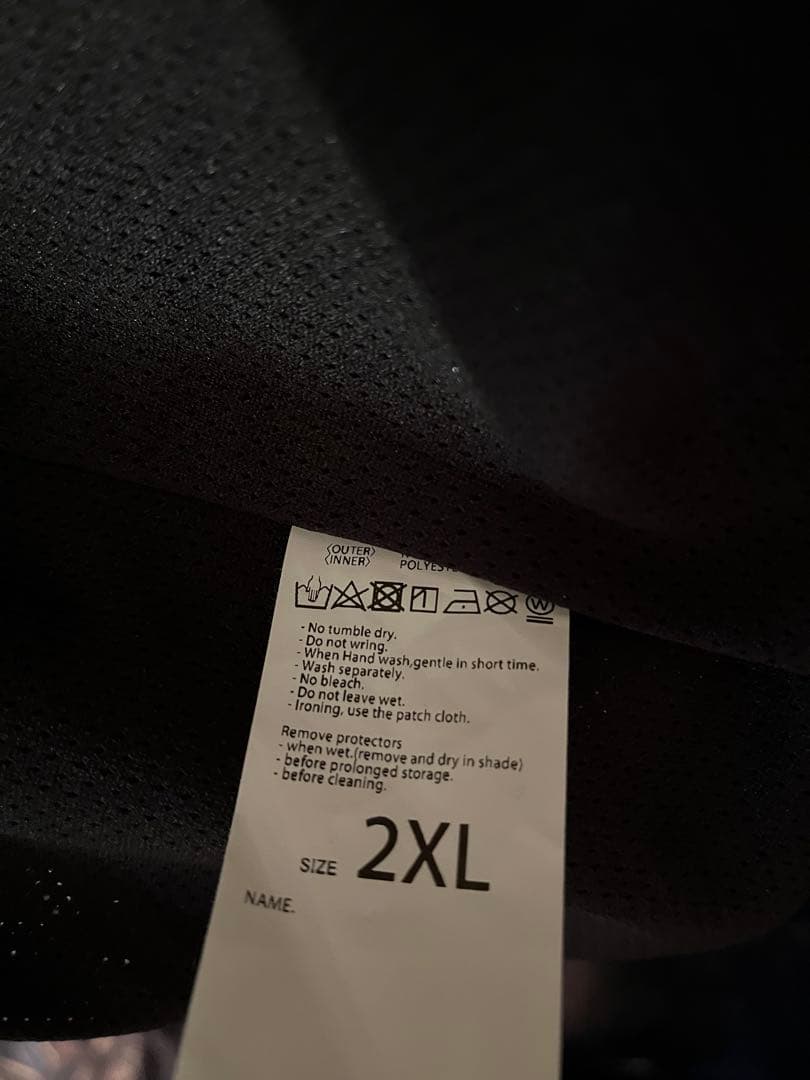 〈OUTER〉
〈INNER〉 POLYESTE
W
- No tumble dry.
- Do not wring.
- When Hand wash,gentle in short time.
- Wash separately.
- No bleach.
- Do not leave wet.
- Ironing, use the patch cloth.
Remove protectors
- when wet.(remove and dry in shade)
- before prolonged storage.
- before cleaning.
SIZE 2XL
NAME.